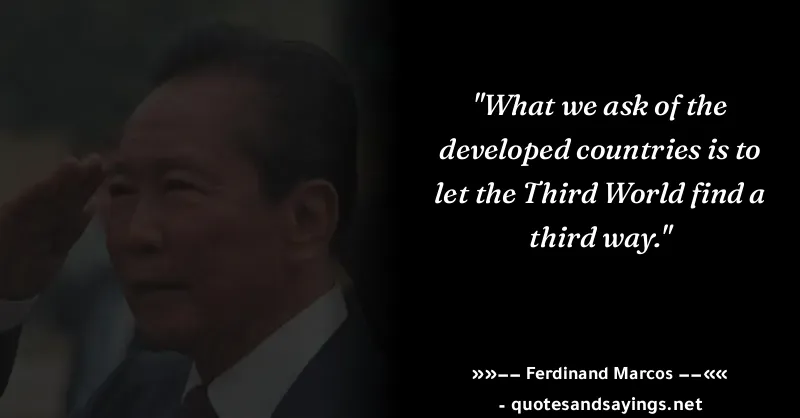 "What we ask of the
developed countries is to
let the Third World find a
third way."
»»–– Ferdinand Marcos ––««
- quotesandsayings.net